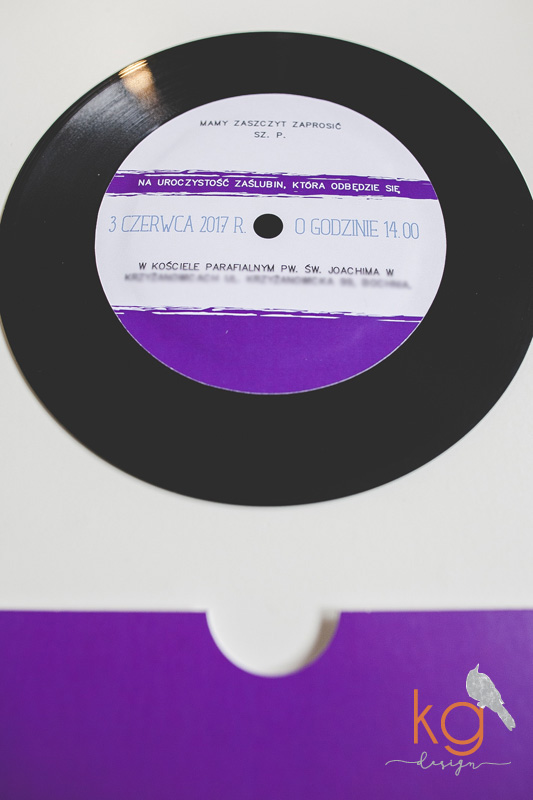 MAMY ZASZCZYT ZAPROSIĆ
SZ. P.
NA UROCZYSTOŚĆ ZAŚLUBIN, KTÓRA ODBĘDZIE SIĘ
3 CZERWCA 2017 R. O GODZINIE 14.00
W KOŚCIELE PARAFIALNYM PW. ŚW. JOACHIMA W
kg
design